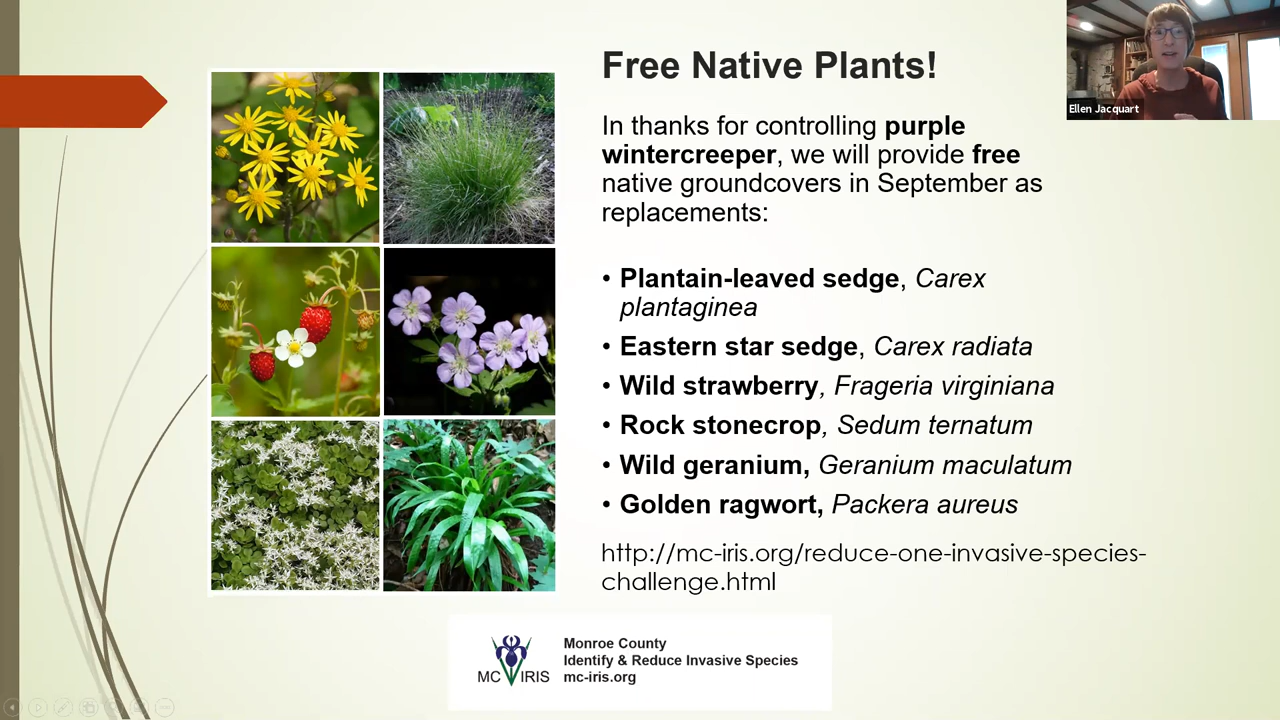 Free Native Plants!
Ellen Jacquart
In thanks for controlling purple
wintercreeper, we will provide free
native groundcovers in September as
replacements:
• Plantain-leaved sedge, Carex
plantaginea
• Eastern star sedge, Carex radiata
• Wild strawberry, Frageria virginiana
• Rock stonecrop, Sedum ternatum
• Wild geranium, Geranium maculatum
• Golden ragwort, Packera aureus
http://mc-iris.org/reduce-one-invasive-species-
challenge.html
MC IRIS
Monroe County
Identify & Reduce Invasive Species
mc-iris.org